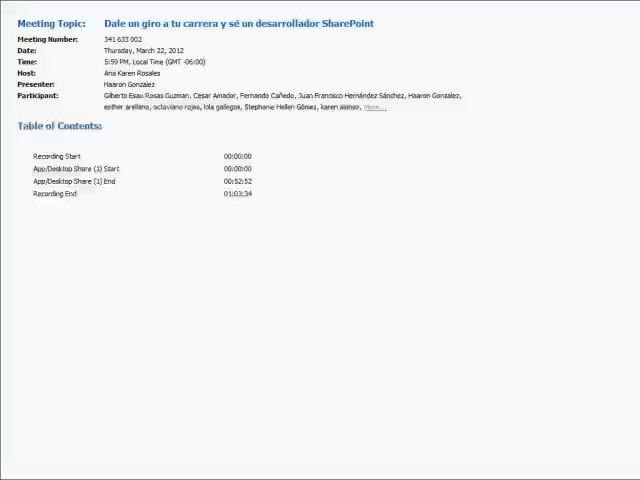 Meeting Topic: Dale un giro a tu carrera y sé un desarrollador SharePoint
Meeting Number: 341 633 002
Date: Thursday, March 22, 2012
Time: 5:59 PM, Local Time (GMT -06:00)
Host: Ana Karen Rosales
Presenter: Haaron Gonzalez
Participant: Gilberto Esau Rosas Guzman, Cesar Amador, Fernando Cañedo, Juan Francisco Hernández Sánchez, Haaron Gonzalez,
esther arellano, octaviano rojas, lola gallegos, Stephanie Hellen Gómez, karen alonso, More...
Table of Contents:
Recording Start 00:00:00
App/Desktop Share (1) Start 00:00:00
App/Desktop Share (1) End 00:52:52
Recording End 01:03:34